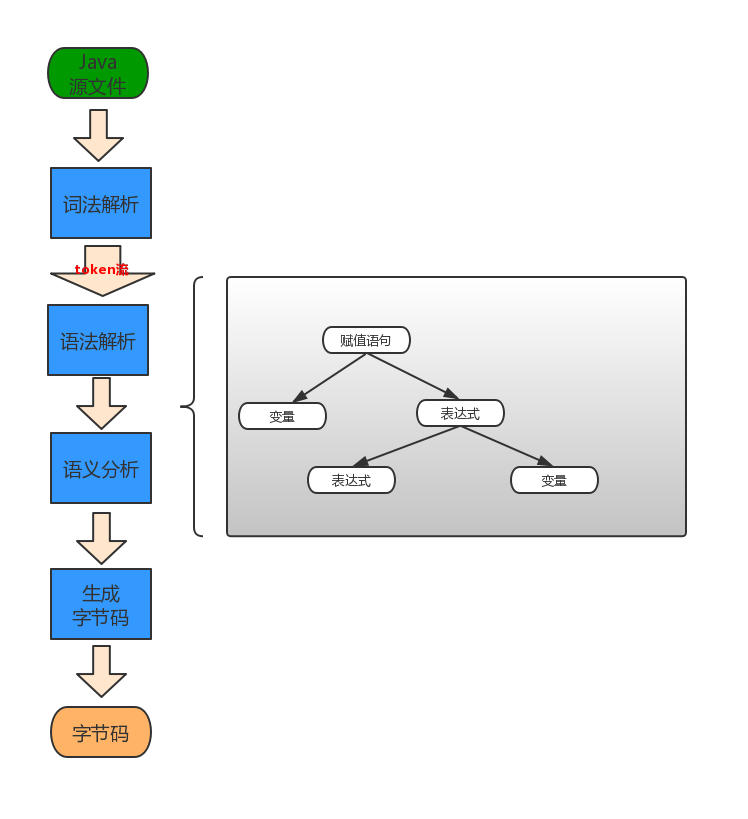 Java
源文件
词法解析
token流
语法解析
语义分析
生成
字节码
字节码
赋值语句
变量
表达式
表达式
变量